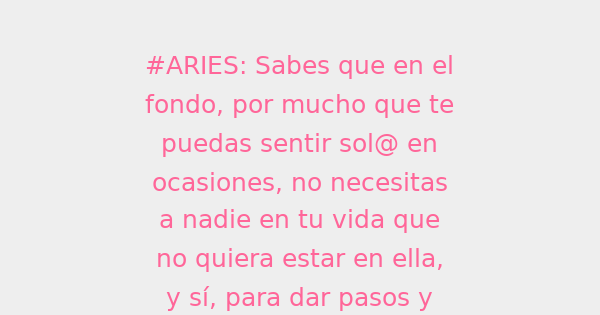 #ARIES: Sabes que en el
fondo, por mucho que te
puedas sentir sol@ en
ocasiones, no necesitas
a nadie en tu vida que
no quiera estar en ella,
y sí, para dar pasos y